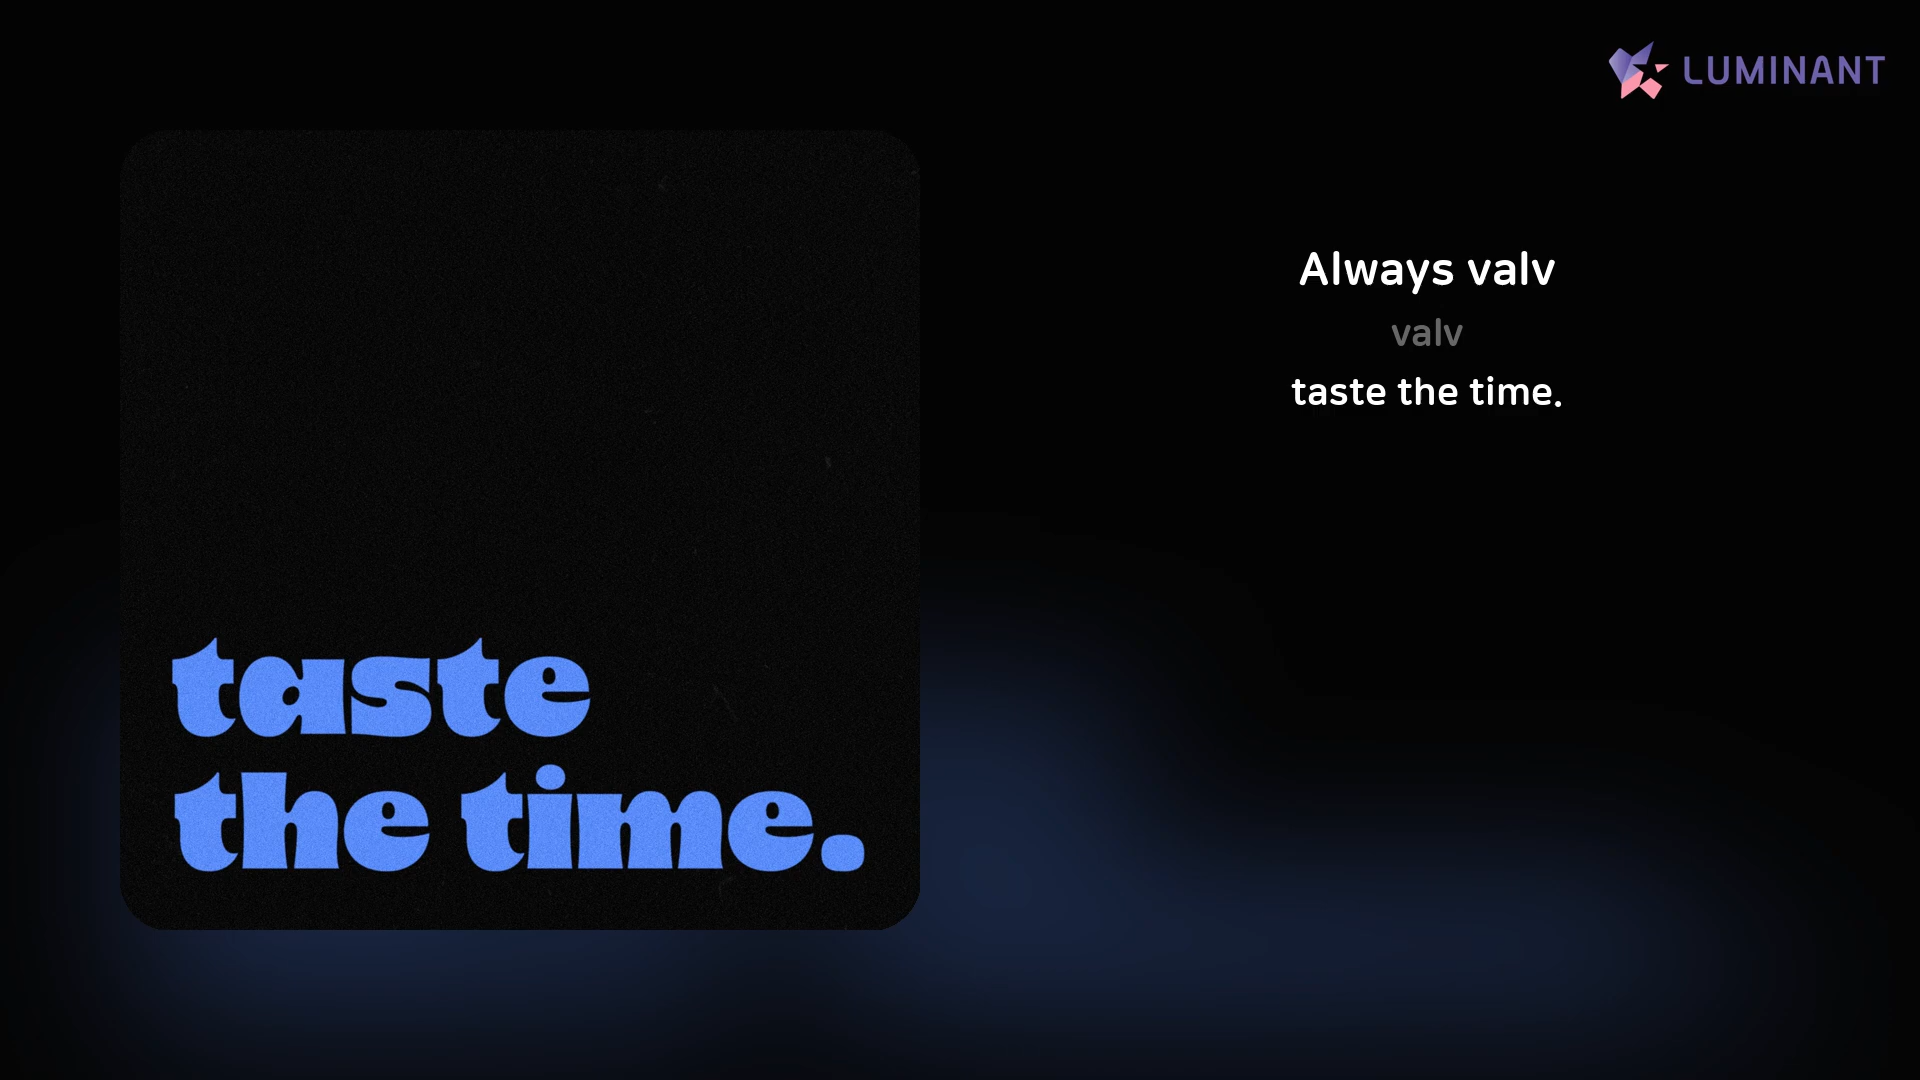 LUMINANT
Always valv
valv
taste the time.
taste
the time.